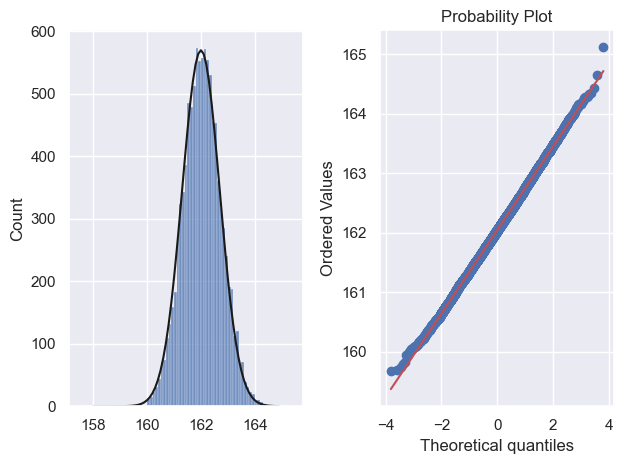 600
500
400
300
200
100
0
Count
158 160 162 164
Probability Plot
165
164
163
162
161
160
Ordered Values
−4 −2 0 2 4
Theoretical quantiles